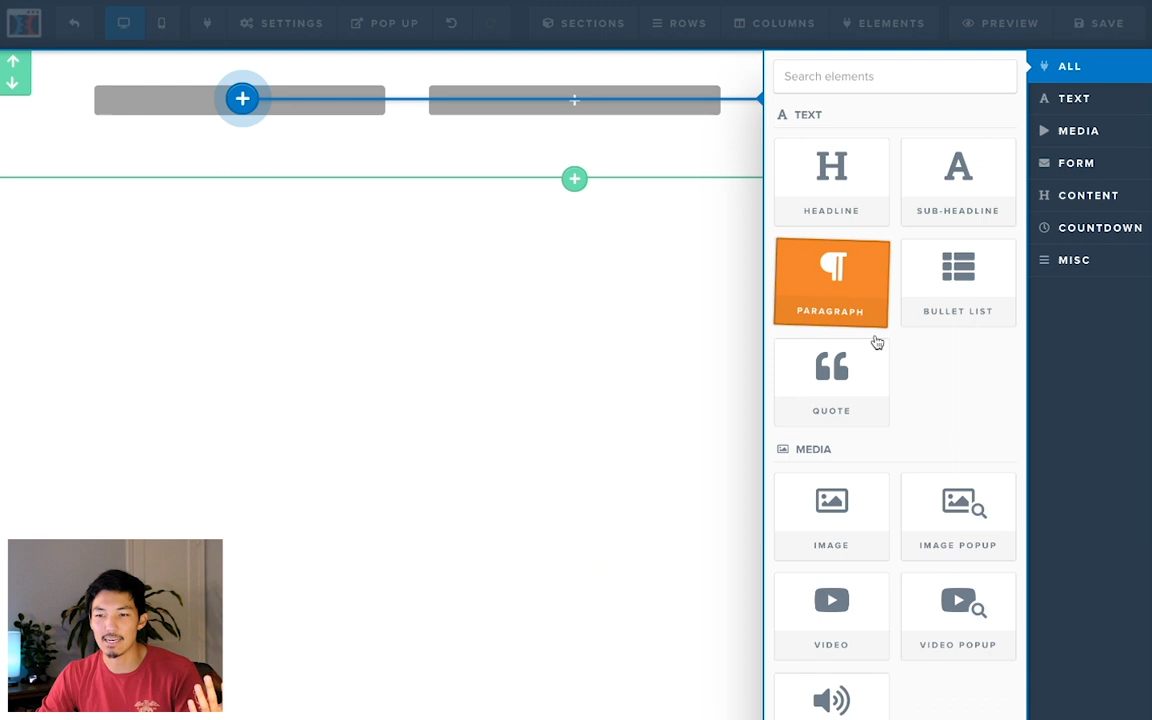 SETTINGS
POP UP
SECTIONS
ROWS
COLUMNS
ELEMENTS
PREVIEW
SAVE
Search elements
TEXT
HEADLINE
SUB-HEADLINE
PARAGRAPH
BULLET LIST
QUOTE
MEDIA
IMAGE
IMAGE POPUP
VIDEO
VIDEO POPUP
ALL
TEXT
MEDIA
FORM
CONTENT
COUNTDOWN
MISC